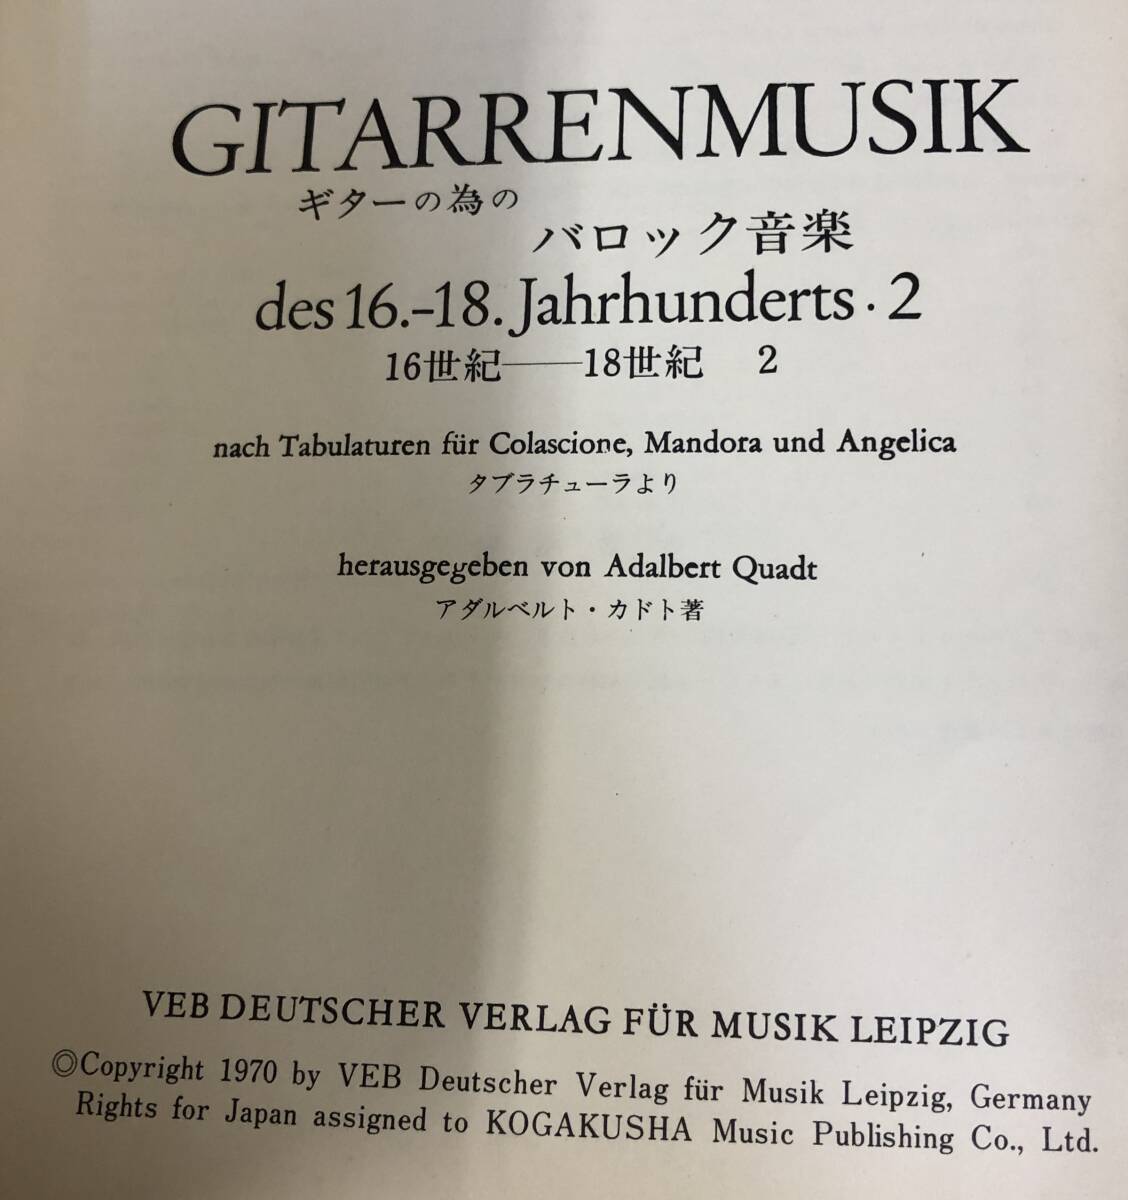 GITARRENMUSIK
ギターの為の
バロック音楽
des 16.-18. Jahrhunderts · 2
16世紀——18世紀 2
nach Tabulaturen für Colascione, Mandora und Angelica
タブラチューラより
herausgegeben von Adalbert Quadt
アダルベルト・カドト著
VEB DEUTSCHER VERLAG FÜR MUSIK LEIPZIG
©Copyright 1970 by VEB Deutscher Verlag für Musik Leipzig, Germany
Rights for Japan assigned to KOGAKUSHA Music Publishing Co., Ltd.